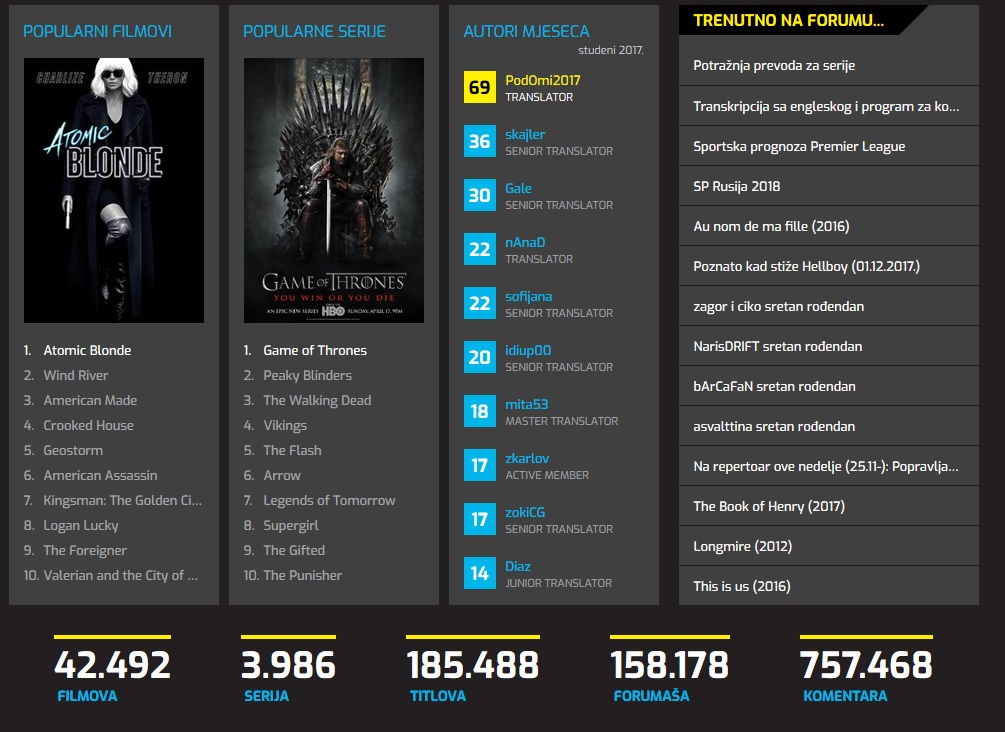 POPULARNI FILMOVI
CHARLIZE THERON
ATOMIC
BLONDE
1. Atomic Blonde
2. Wind River
3. American Made
4. Crooked House
5. Geostorm
6. American Assassin
7. Kingsman: The Golden Ci...
8. Logan Lucky
9. The Foreigner
10. Valerian and the City of ...
POPULARNE SERIJE
GAME OF THRONES
YOU WIN OR YOU DIE
AN EPIC NEW SERIES HBO SUNDAY, APRIL 17, 9PM
1. Game of Thrones
2. Peaky Blinders
3. The Walking Dead
4. Vikings
5. The Flash
6. Arrow
7. Legends of Tomorrow
8. Supergirl
9. The Gifted
10. The Punisher
AUTORI MJESECA
studeni 2017.
69 PodOmi2017
TRANSLATOR
36 skajler
SENIOR TRANSLATOR
30 Gale
SENIOR TRANSLATOR
22 nAnaD
TRANSLATOR
22 sofijana
SENIOR TRANSLATOR
20 idiup00
SENIOR TRANSLATOR
18 mita53
MASTER TRANSLATOR
17 zkarlov
ACTIVE MEMBER
17 zokiCG
SENIOR TRANSLATOR
14 Diaz
JUNIOR TRANSLATOR
TRENUTNO NA FORUMU...
Potražnja prevoda za serije
Transkripcija sa engleskog i program za ko...
Sportska prognoza Premier League
SP Rusija 2018
Au nom de ma fille (2016)
Poznato kad stiže Hellboy (01.12.2017.)
zagor i ciko sretan rođendan
NarisDRIFT sretan rođendan
bArCaFaN sretan rođendan
asvalttina sretan rođendan
Na repertoar ove nedelje (25.11-): Popravlja...
The Book of Henry (2017)
Longmire (2012)
This is us (2016)
42.492 3.986 185.488 158.178 757.468
FILMOVA SERIJA TITLOVA FORUMAŠA KOMENTARA